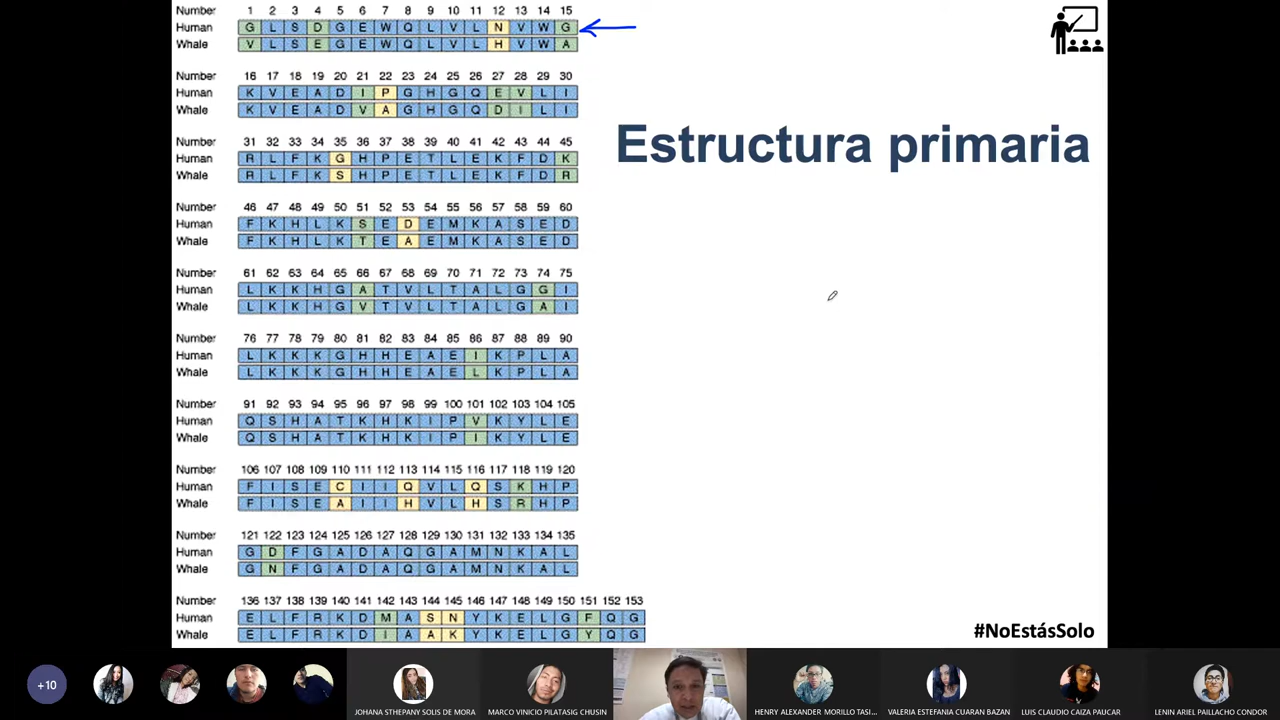 Number 1 2 3 4 5 6 7 8 9 10 11 12 13 14 15
Human G L S D G E W Q L V L N V W G
Whale V L S E G E W Q L V L H V W A
Estructura primaria
Number 16 17 18 19 20 21 22 23 24 25 26 27 28 29 30
Human K V E A D I P G H G Q E V L I
Whale K V E A D V A G H G Q D I L I
Number 31 32 33 34 35 36 37 38 39 40 41 42 43 44 45
Human R L F K G H P E T L E K F D K
Whale R L F K S H P E T L E K F D R
Number 46 47 48 49 50 51 52 53 54 55 56 57 58 59 60
Human F K H L K S E D E M K A S E D
Whale F K H L K T E A E M K A S E D
Number 61 62 63 64 65 66 67 68 69 70 71 72 73 74 75
Human L K K H G A T V L T A L G G I
Whale L K K H G V T V L T A L G A I
Number 76 77 78 79 80 81 82 83 84 85 86 87 88 89 90
Human L K K K G H H E A E I K P L A
Whale L K K K G H H E A E L K P L A
Number 91 92 93 94 95 96 97 98 99 100 101 102 103 104 105
Human Q S H A T K H K I P V K Y L E
Whale Q S H A T K H K I P I K Y L E
Number 106 107 108 109 110 111 112 113 114 115 116 117 118 119 120
Human F I S E C I I Q V L Q S K H P
Whale F I S E A I I H V L H S R H P
Number 121 122 123 124 125 126 127 128 129 130 131 132 133 134 135
Human G D F G A D A Q G A M N K A L
Whale G N F G A D A Q G A M N K A L
Number 136 137 138 139 140 141 142 143 144 145 146 147 148 149 150 151 152 153
Human E L F R K D M A S N Y K E L G F Q G
Whale E L F R K D I A A K Y K E L G Y Q G
#NoEstásSolo
+10
JOHANA STHEPANY SOLIS DE MORA
MARCO VINICIO PILATASIG CHUSIN
HENRY ALEXANDER MORILLO TASI...
VALERIA ESTEFANIA CUARAN BAZAN
LUIS CLAUDIO CAIZA PAUCAR
LENIN ARIEL PAILLACHO CONDOR